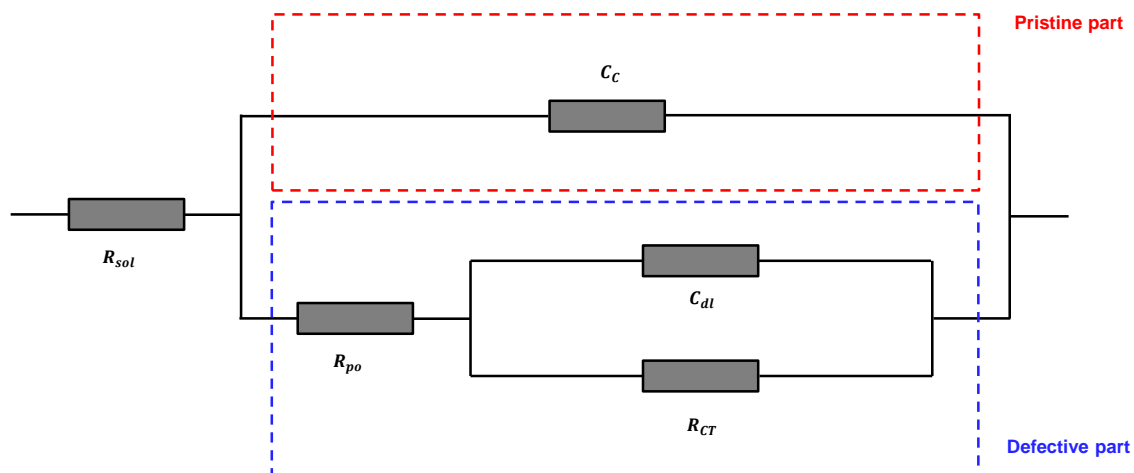 Pristine part
C_C
R_sol
C_dl
R_po
R_CT
Defective part